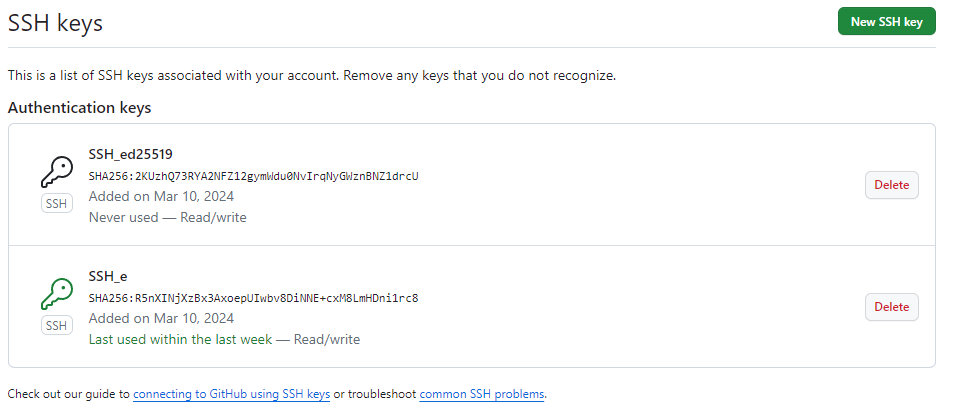 SSH keys
New SSH key
This is a list of SSH keys associated with your account. Remove any keys that you do not recognize.
Authentication keys
SSH_ed25519
SHA256:2KUzhQ73RYA2NFZ12gymWdu0NvIrqNyGWznBNZ1drcU
SSH
Added on Mar 10, 2024
Never used — Read/write
Delete
SSH_e
SHA256:R5nXINjXzBx3AxoepUIwbv8DiNNE+cxM8LmHDni1rc8
SSH
Added on Mar 10, 2024
Last used within the last week — Read/write
Delete
Check out our guide to connecting to GitHub using SSH keys or troubleshoot common SSH problems.